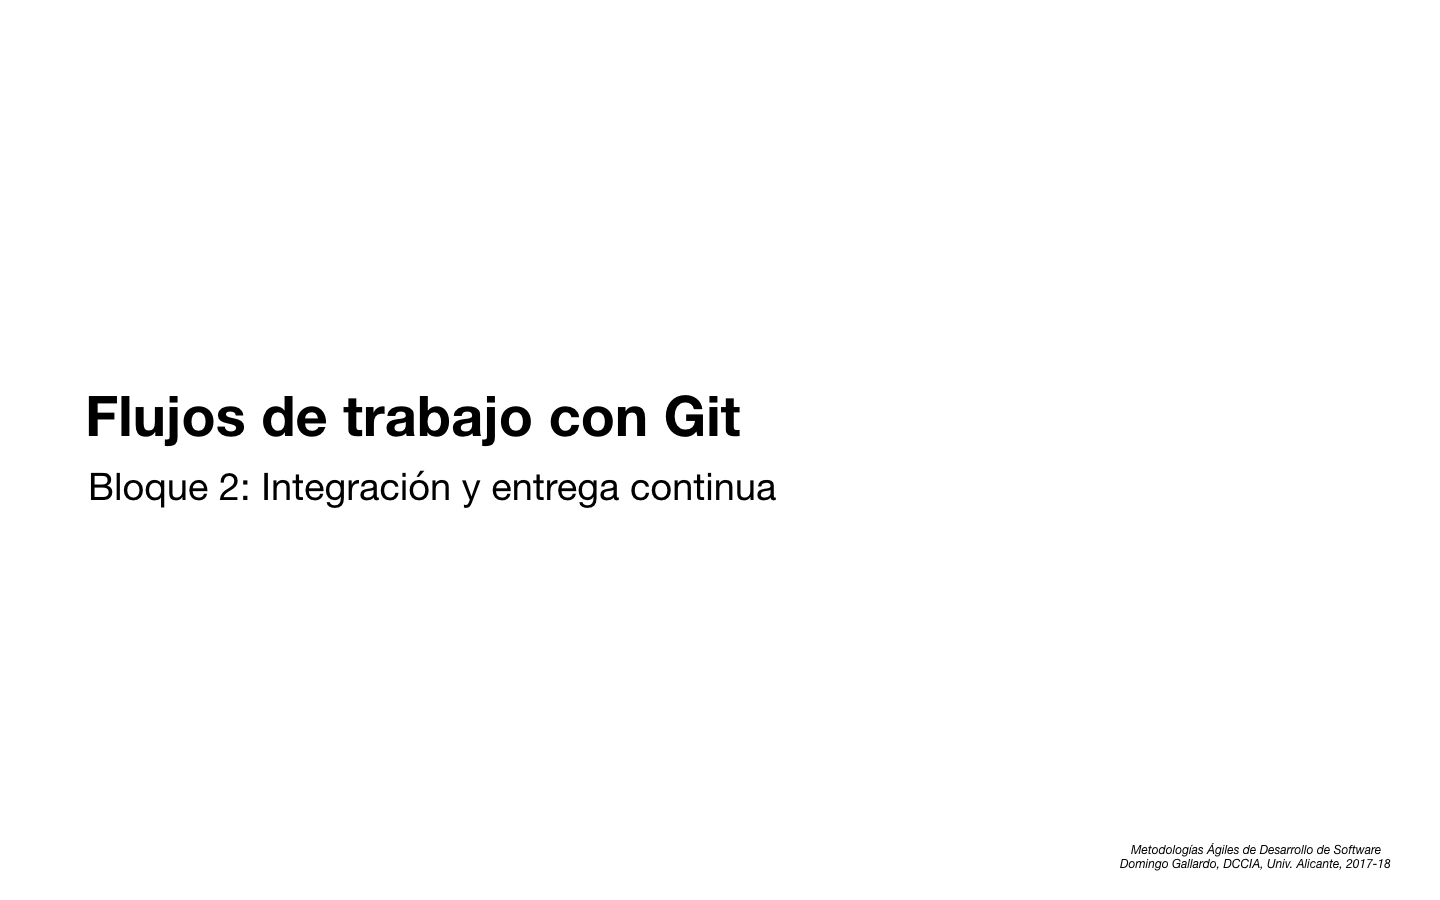 Flujos de trabajo con Git
Bloque 2: Integración y entrega continua
Metodologías Ágiles de Desarrollo de Software
Domingo Gallardo, DCCIA, Univ. Alicante, 2017-18